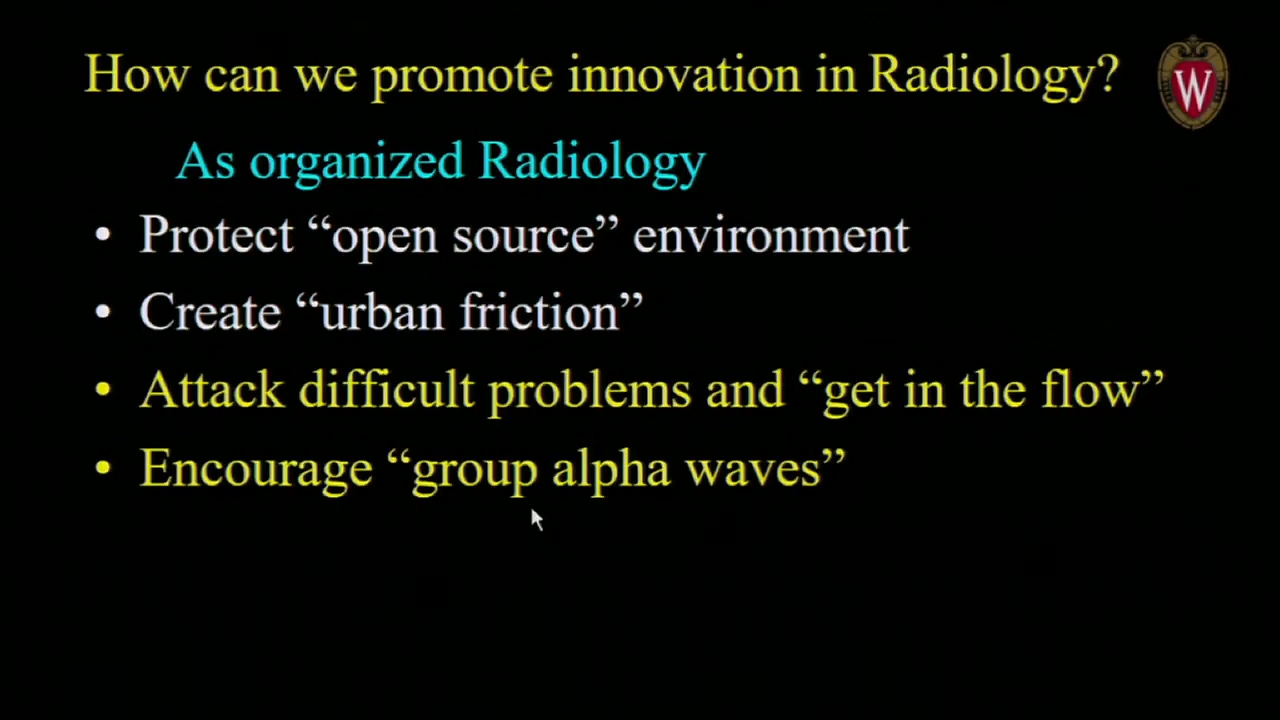 How can we promote innovation in Radiology?
W
As organized Radiology
• Protect “open source” environment
• Create “urban friction”
• Attack difficult problems and “get in the flow”
• Encourage “group alpha waves”